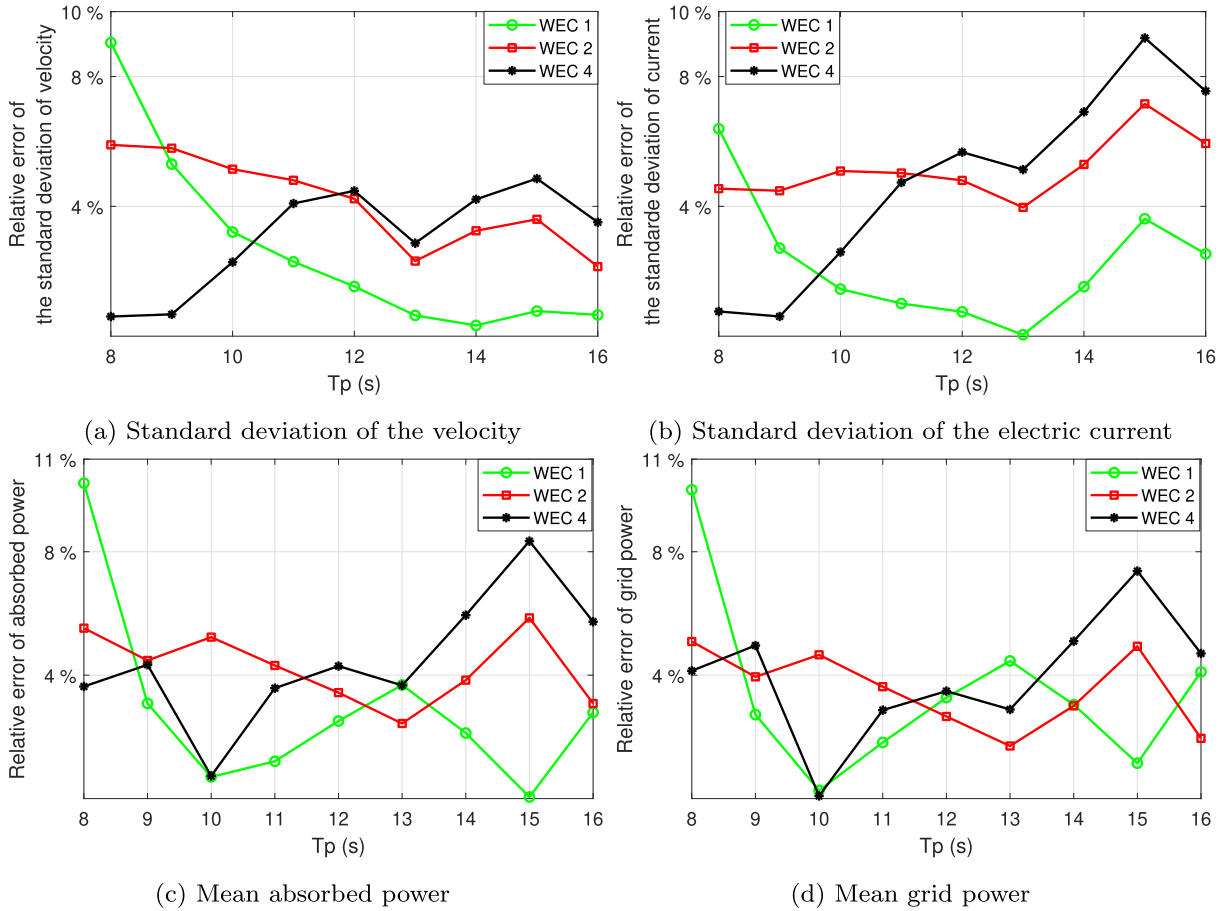 10 %
8 %
4 %
Relative error of
the standard deviation of velocity
WEC 1
WEC 2
WEC 4
8 10 12 14 16
Tp (s)
(a) Standard deviation of the velocity
10 %
8 %
4 %
Relative error of
the standarde deviation of current
WEC 1
WEC 2
WEC 4
8 10 12 14 16
Tp (s)
(b) Standard deviation of the electric current
11 %
8 %
4 %
Relative error of absorbed power
WEC 1
WEC 2
WEC 4
8 9 10 11 12 13 14 15 16
Tp (s)
(c) Mean absorbed power
11 %
8 %
4 %
Relative error of grid power
WEC 1
WEC 2
WEC 4
8 9 10 11 12 13 14 15 16
Tp (s)
(d) Mean grid power